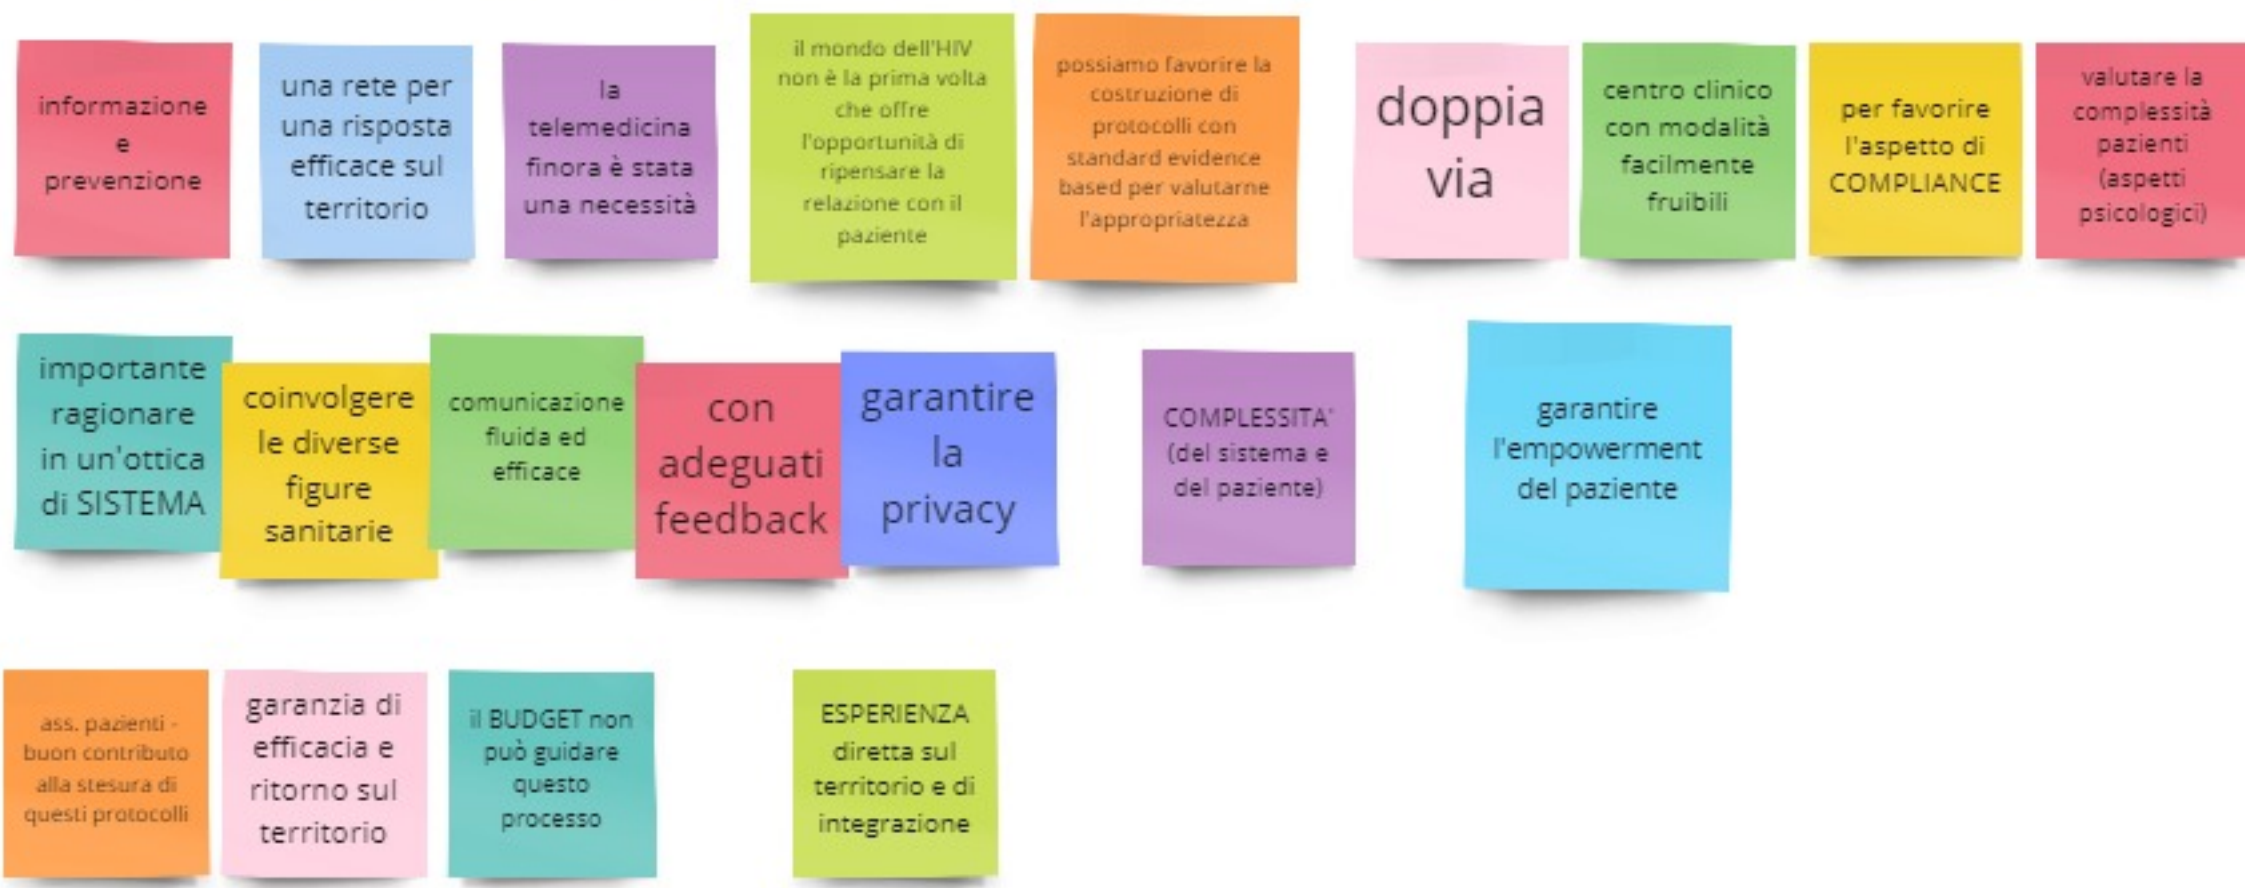 informazione
e
prevenzione
una rete per
una risposta
efficace sul
territorio
la
telemedicina
finora è stata
una necessità
il mondo dell'HIV
non è la prima volta
che offre
l'opportunità di
ripensare la
relazione con il
paziente
possiamo favorire la
costruzione di
protocolli con
standard evidence
based per valutarne
l'appropriatezza
doppia
via
centro clinico
con modalità
facilmente
fruibili
per favorire
l'aspetto di
COMPLIANCE
valutare la
complessità
pazienti
(aspetti
psicologici)
importante
ragionare
in un'ottica
di SISTEMA
coinvolgere
le diverse
figure
sanitarie
comunicazione
fluida ed
efficace
con
adeguati
feedback
garantire
la
privacy
COMPLESSITA'
(del sistema e
del paziente)
garantire
l'empowerment
del paziente
ass. pazienti -
buon contributo
alla stesura di
questi protocolli
garanzia di
efficacia e
ritorno sul
territorio
il BUDGET non
può guidare
questo
processo
ESPERIENZA
diretta sul
territorio e di
integrazione